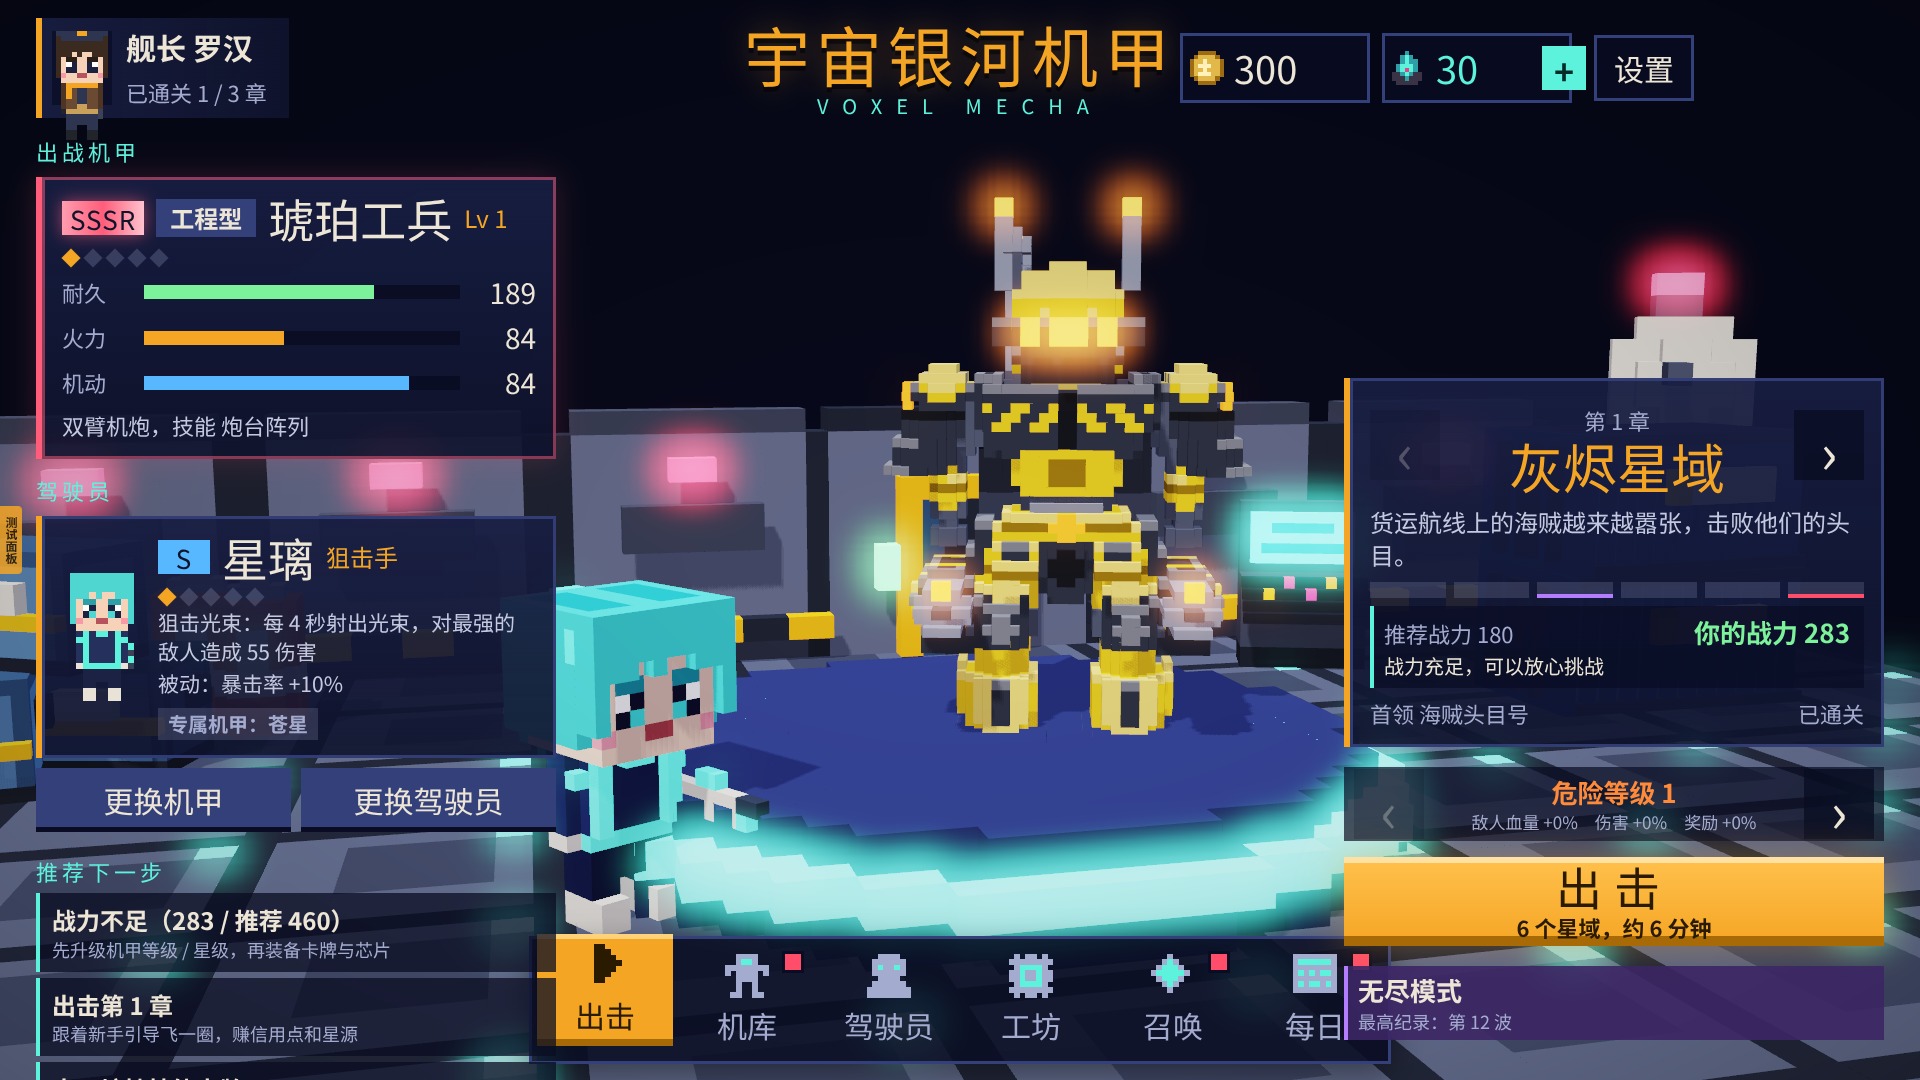 舰长 罗汉
已通关 1 / 3 章
宇宙银河机甲
VOXEL MECHA
300
30
+
设置
出战机甲
SSSR
工程型
琥珀工兵
Lv 1
耐久
189
火力
84
机动
84
双臂机炮，技能 炮台阵列
驾驶员
测试面板
S
星璃
狙击手
狙击光束：每 4 秒射出光束，对最强的
敌人造成 55 伤害
被动：暴击率 +10%
专属机甲：苍星
更换机甲
更换驾驶员
推荐下一步
战力不足（283 / 推荐 460）
先升级机甲等级 / 星级，再装备卡牌与芯片
出击第 1 章
跟着新手引导飞一圈，赚信用点和星源
第 1 章
灰烬星域
货运航线上的海贼越来越嚣张，击败他们的头
目。
推荐战力 180
你的战力 283
战力充足，可以放心挑战
首领 海贼头目号
已通关
危险等级 1
敌人血量 +0% 伤害 +0% 奖励 +0%
出击
6 个星域，约 6 分钟
无尽模式
最高纪录：第 12 波
出击
机库
驾驶员
工坊
召唤
每日